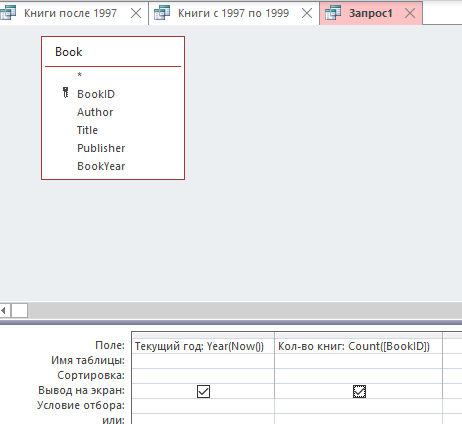 Книги после 1997 Книги с 1997 по 1999 Запрос1
Book
*
BookID
Author
Title
Publisher
BookYear
Поле: Текущий год: Year(Now()) Кол-во книг: Count([BookID])
Имя таблицы:
Сортировка:
Вывод на экран:
Условие отбора:
или: